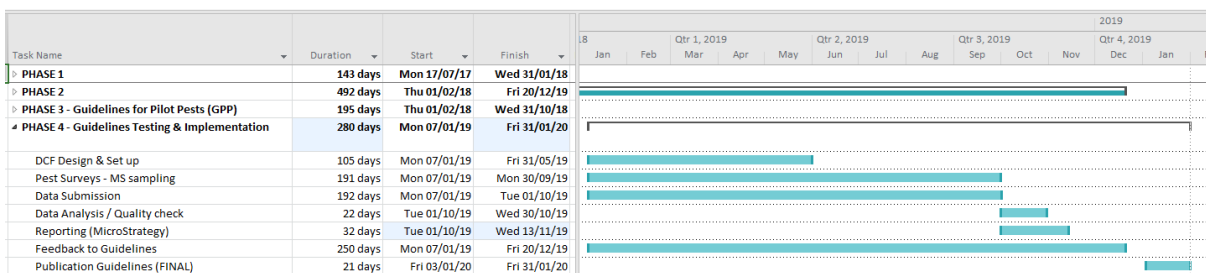 2019
18 Qtr 1, 2019 Qtr 2, 2019 Qtr 3, 2019 Qtr 4, 2019
Task Name Duration Start Finish Jan Feb Mar Apr May Jun Jul Aug Sep Oct Nov Dec Jan
PHASE 1 143 days Mon 17/07/17 Wed 31/01/18
PHASE 2 492 days Thu 01/02/18 Fri 20/12/19
PHASE 3 - Guidelines for Pilot Pests (GPP) 195 days Thu 01/02/18 Wed 31/10/18
PHASE 4 - Guidelines Testing & Implementation 280 days Mon 07/01/19 Fri 31/01/20
DCF Design & Set up 105 days Mon 07/01/19 Fri 31/05/19
Pest Surveys - MS sampling 191 days Mon 07/01/19 Mon 30/09/19
Data Submission 192 days Mon 07/01/19 Tue 01/10/19
Data Analysis / Quality check 22 days Tue 01/10/19 Wed 30/10/19
Reporting (MicroStrategy) 32 days Tue 01/10/19 Wed 13/11/19
Feedback to Guidelines 250 days Mon 07/01/19 Fri 20/12/19
Publication Guidelines (FINAL) 21 days Fri 03/01/20 Fri 31/01/20